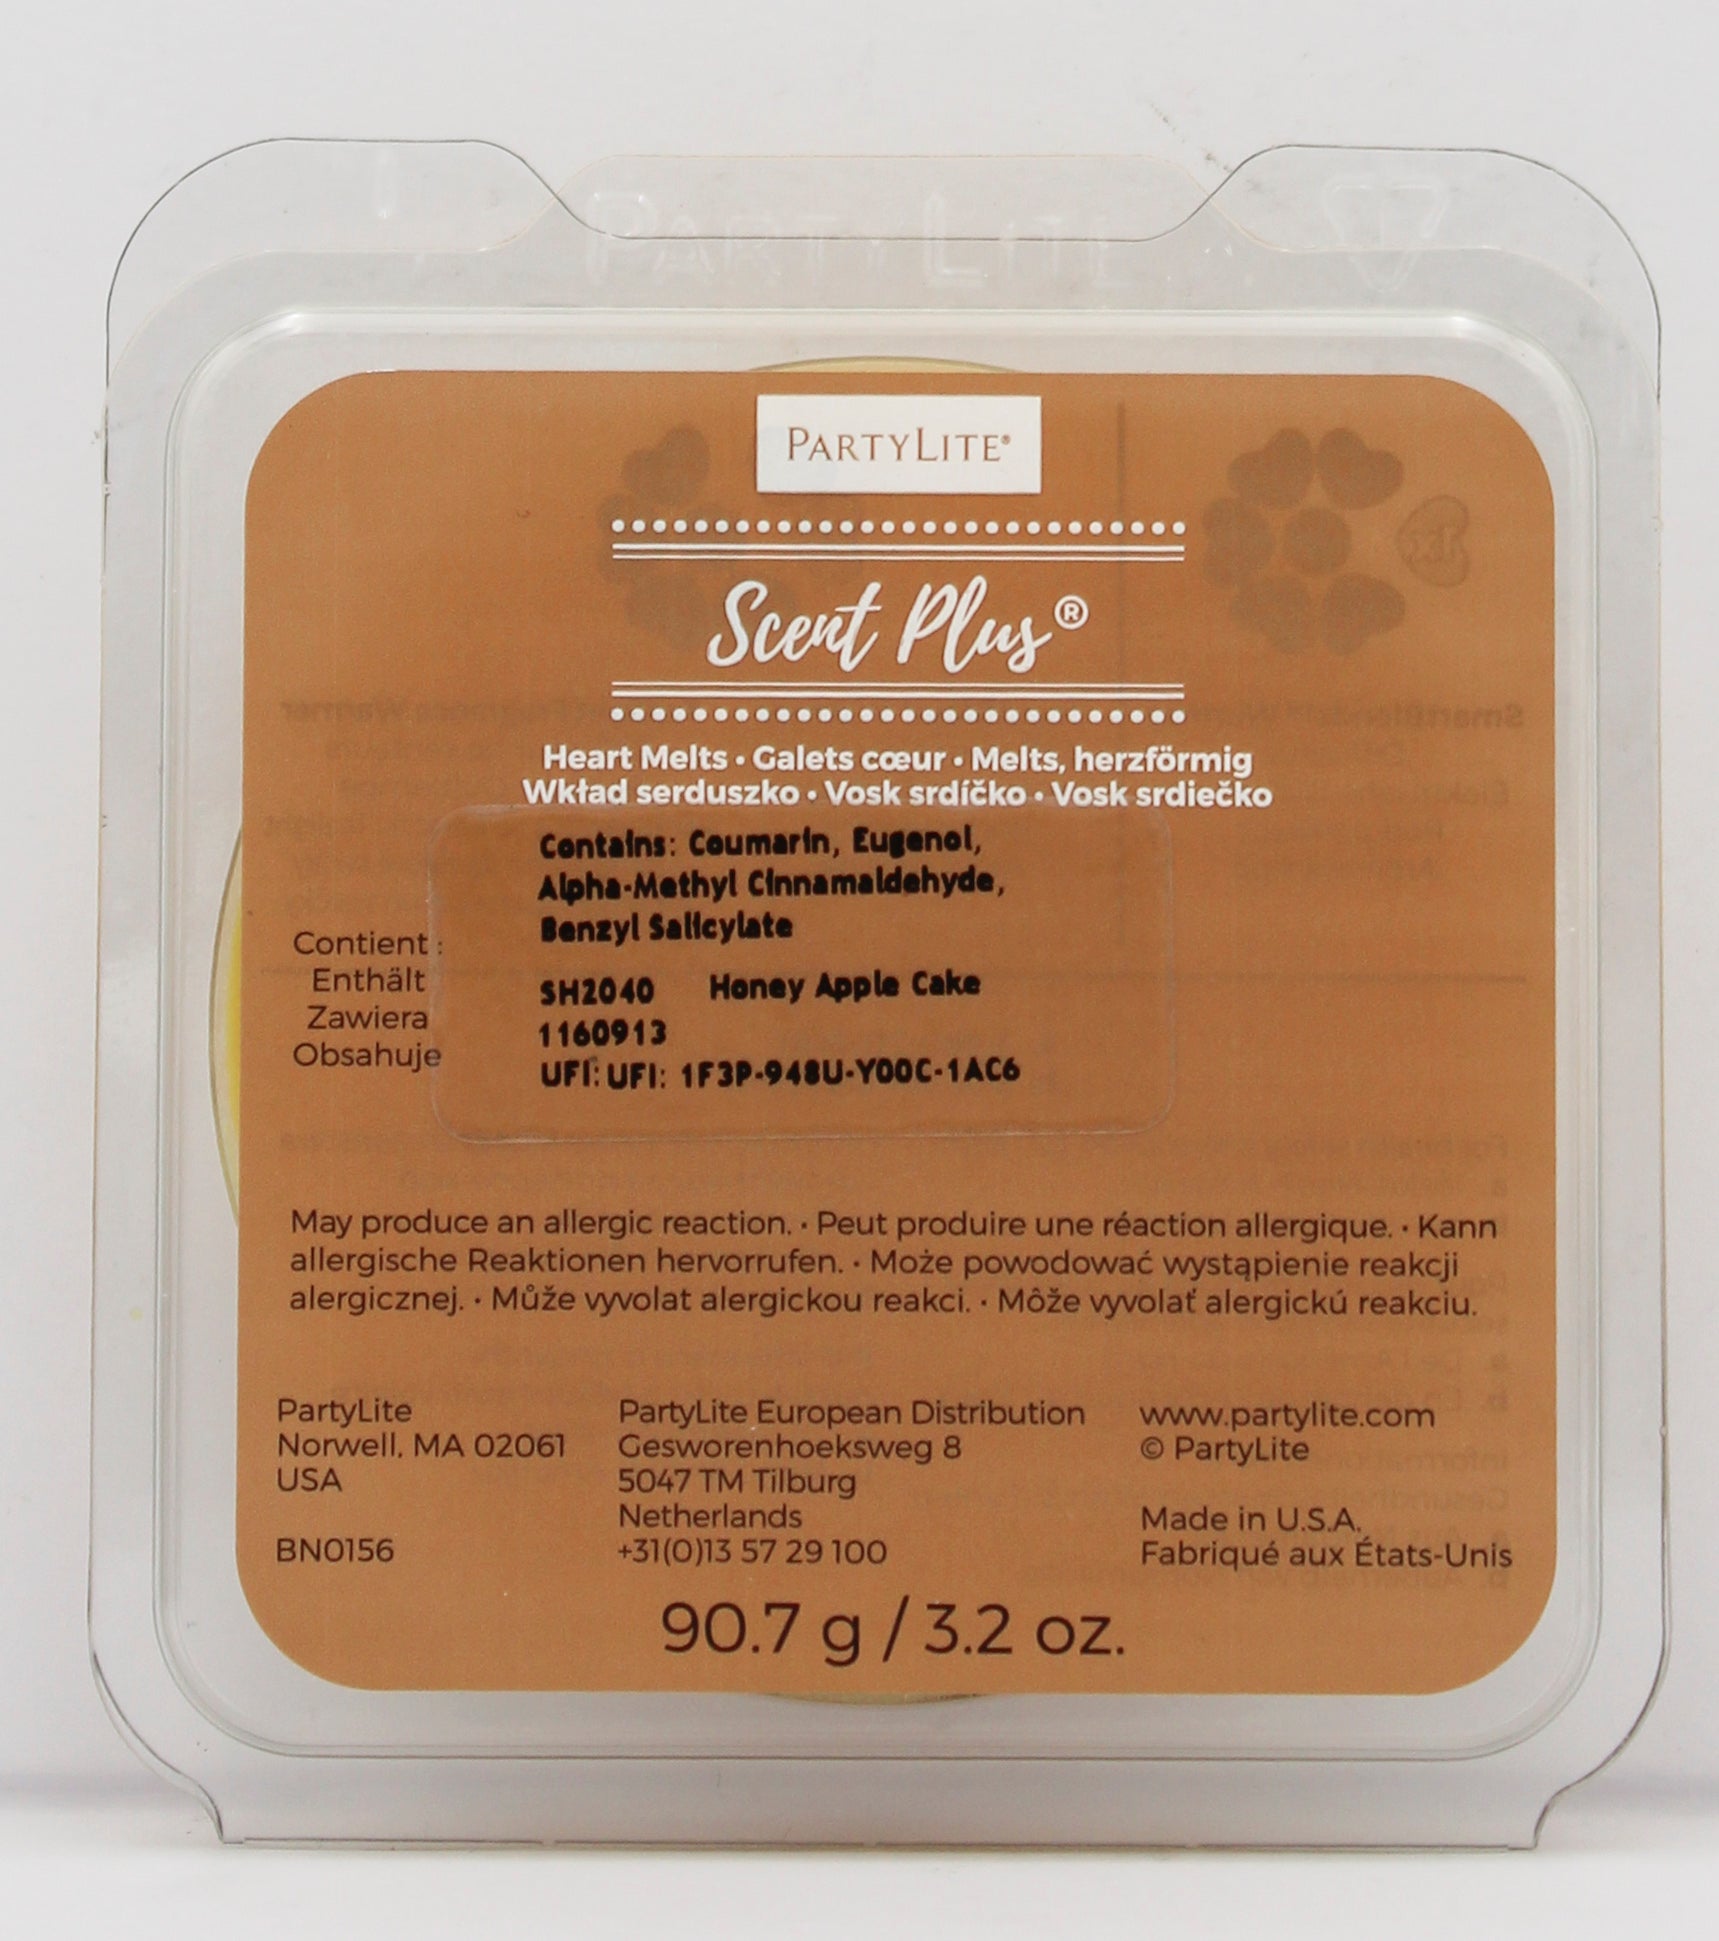 PARTYLITE
PARTYLITE®
Scent Plus®
Heart Melts • Galets cœur • Melts, herzförmig
Wkład serduszko • Vosk srdíčko • Vosk srdiečko
Contains: Coumarin, Eugenol,
Alpha-Methyl Cinnamaldehyde,
Benzyl Salicylate
Contient :
Enthält
Zawiera
Obsahuje
SH2040 Honey Apple Cake
1160913
UFI: UFI: 1F3P-948U-Y00C-1AC6
May produce an allergic reaction. • Peut produire une réaction allergique. • Kann
allergische Reaktionen hervorrufen. • Może powodować wystąpienie reakcji
alergicznej. • Může vyvolat alergickou reakci. • Môže vyvolať alergickú reakciu.
PartyLite
Norwell, MA 02061
USA
BN0156
PartyLite European Distribution
Gesworenhoeksweg 8
5047 TM Tilburg
Netherlands
+31(0)13 57 29 100
www.partylite.com
© PartyLite
Made in U.S.A.
Fabriqué aux États-Unis
90.7 g / 3.2 oz.